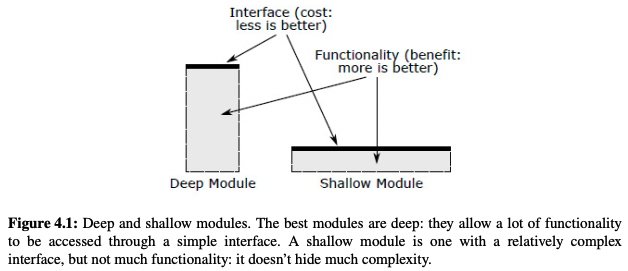 Interface (cost:
less is better)
Functionality (benefit:
more is better)
Deep Module
Shallow Module
Figure 4.1: Deep and shallow modules. The best modules are deep: they allow a lot of functionality
to be accessed through a simple interface. A shallow module is one with a relatively complex
interface, but not much functionality: it doesn’t hide much complexity.